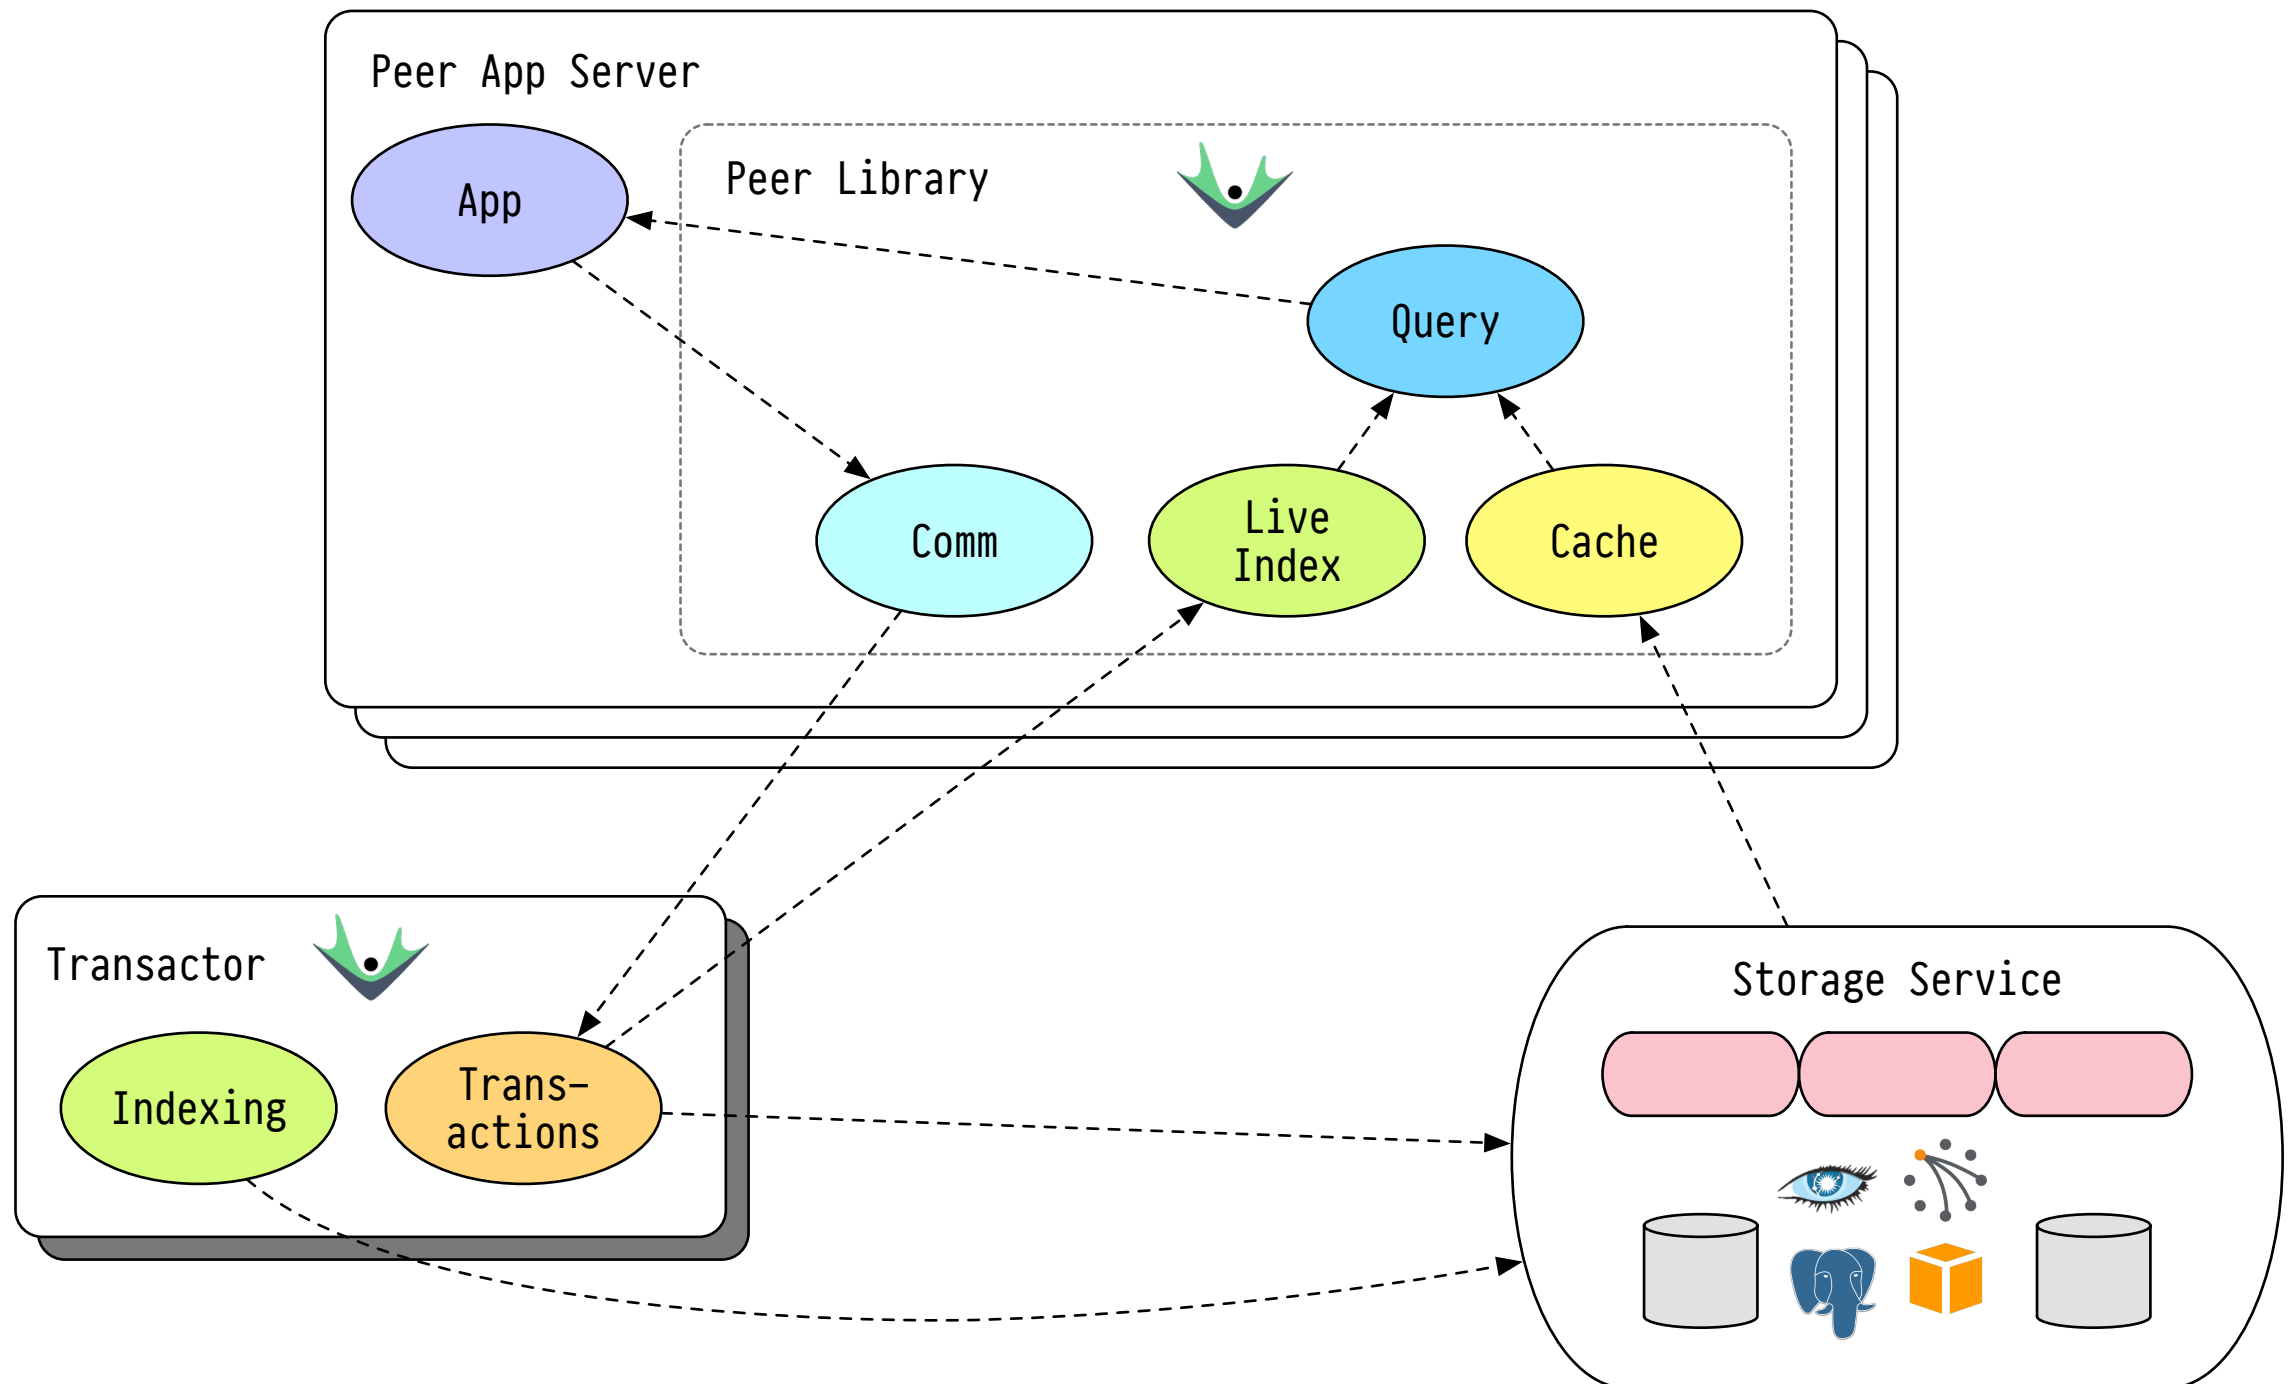 Peer App Server
App
Peer Library
Query
Comm
Live
Index
Cache
Transactor
Indexing
Trans-
actions
Storage Service